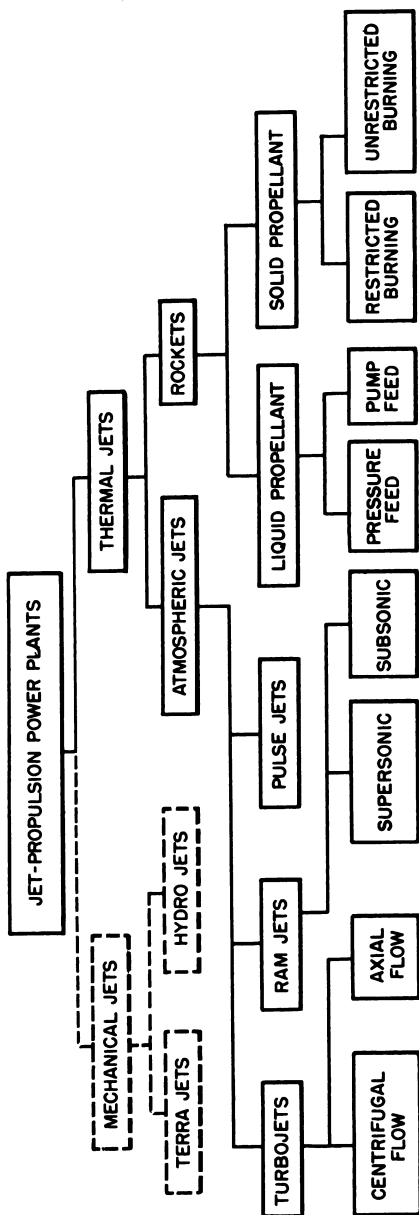 JET-PROPULSION POWER PLANTS
MECHANICAL JETS
THERMAL JETS
TERRA JETS
HYDRO JETS
ATMOSPHERIC JETS
ROCKETS
TURBOJETS
RAM JETS
PULSE JETS
LIQUID PROPELLANT
SOLID PROPELLANT
CENTRIFUGAL
FLOW
AXIAL
FLOW
SUPERSONIC
SUBSONIC
PRESSURE
FEED
PUMP
FEED
RESTRICTED
BURNING
UNRESTRICTED
BURNING